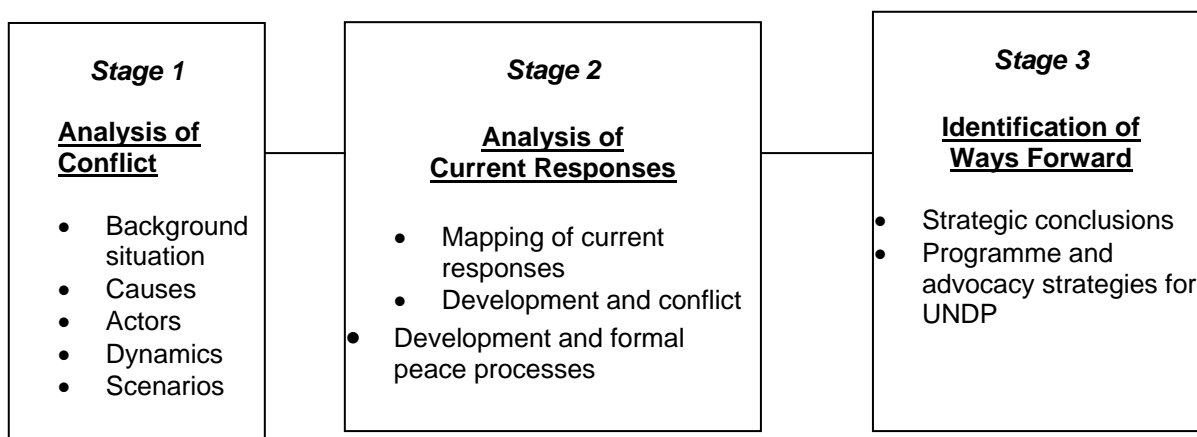 Stage 1
Analysis of
Conflict
• Background
situation
• Causes
• Actors
• Dynamics
• Scenarios
Stage 2
Analysis of
Current Responses
• Mapping of current
responses
• Development and conflict
• Development and formal
peace processes
Stage 3
Identification of
Ways Forward
• Strategic conclusions
• Programme and
advocacy strategies for
UNDP